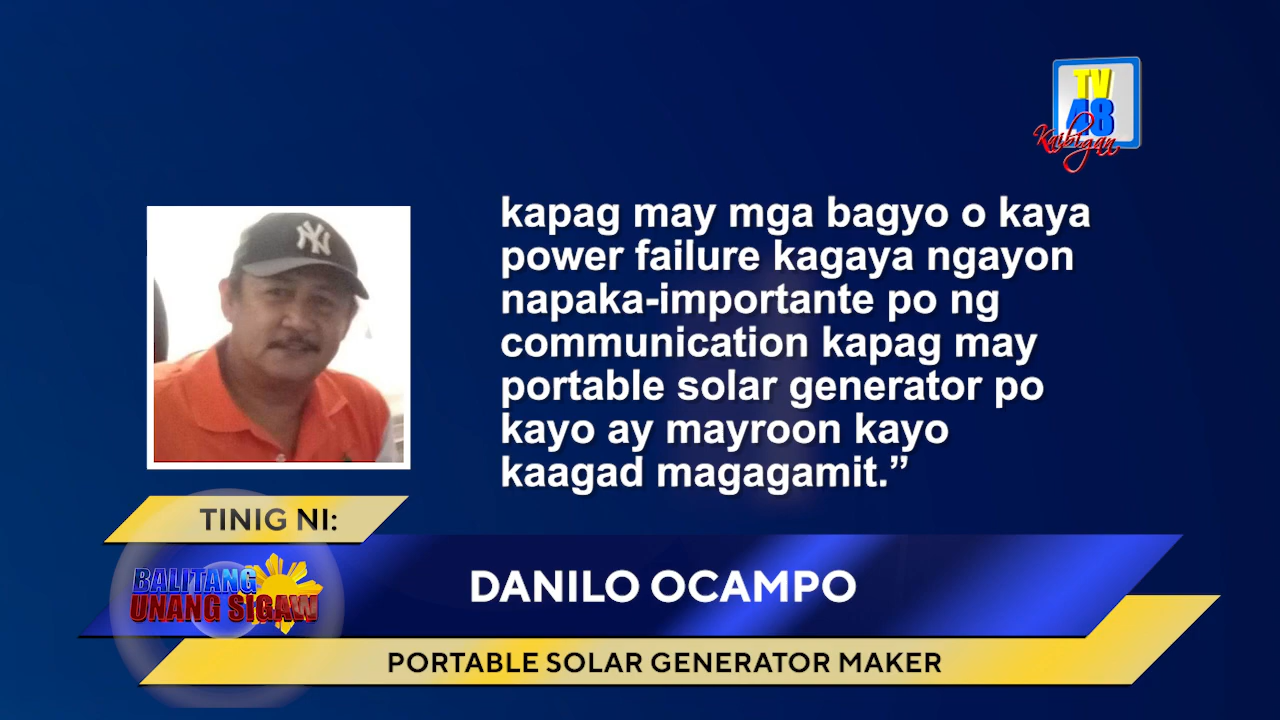 TV
48
Kaibigan
NY
kapag may mga bagyo o kaya
power failure kagaya ngayon
napaka-importante po ng
communication kapag may
portable solar generator po
kayo ay mayroon kayo
kaagad magagamit.”
TINIG NI:
BALITANG
UNANG SIGAW
DANILO OCAMPO
PORTABLE SOLAR GENERATOR MAKER